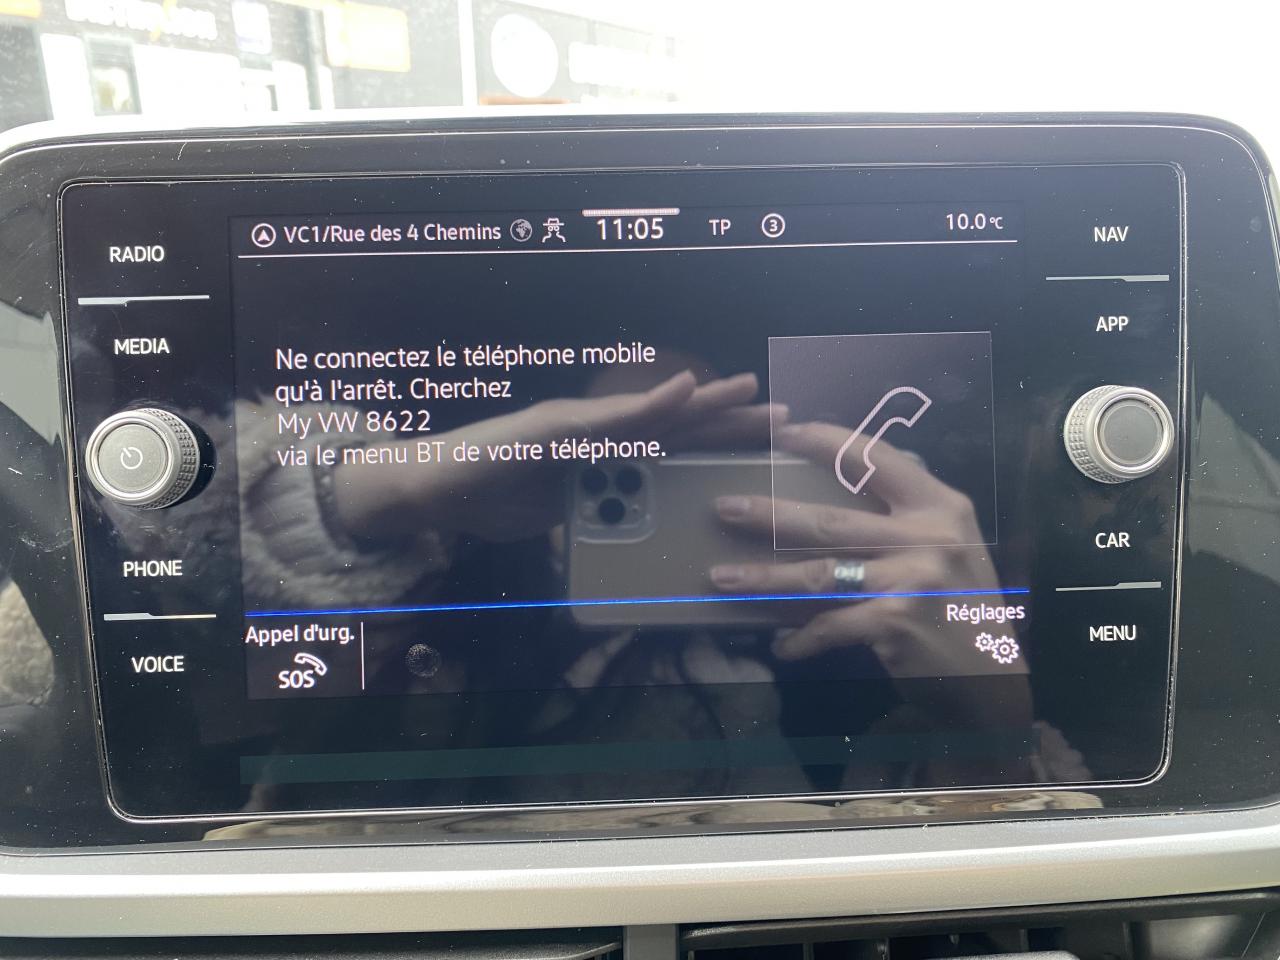 VC1/Rue des 4 Chemins 11:05 TP 3 10.0°C
RADIO
MEDIA
PHONE
VOICE
Ne connectez le téléphone mobile
qu'à l'arrêt. Cherchez
My VW 8622
via le menu BT de votre téléphone.
Appel d'urg.
SOS
Réglages
NAV
APP
CAR
MENU